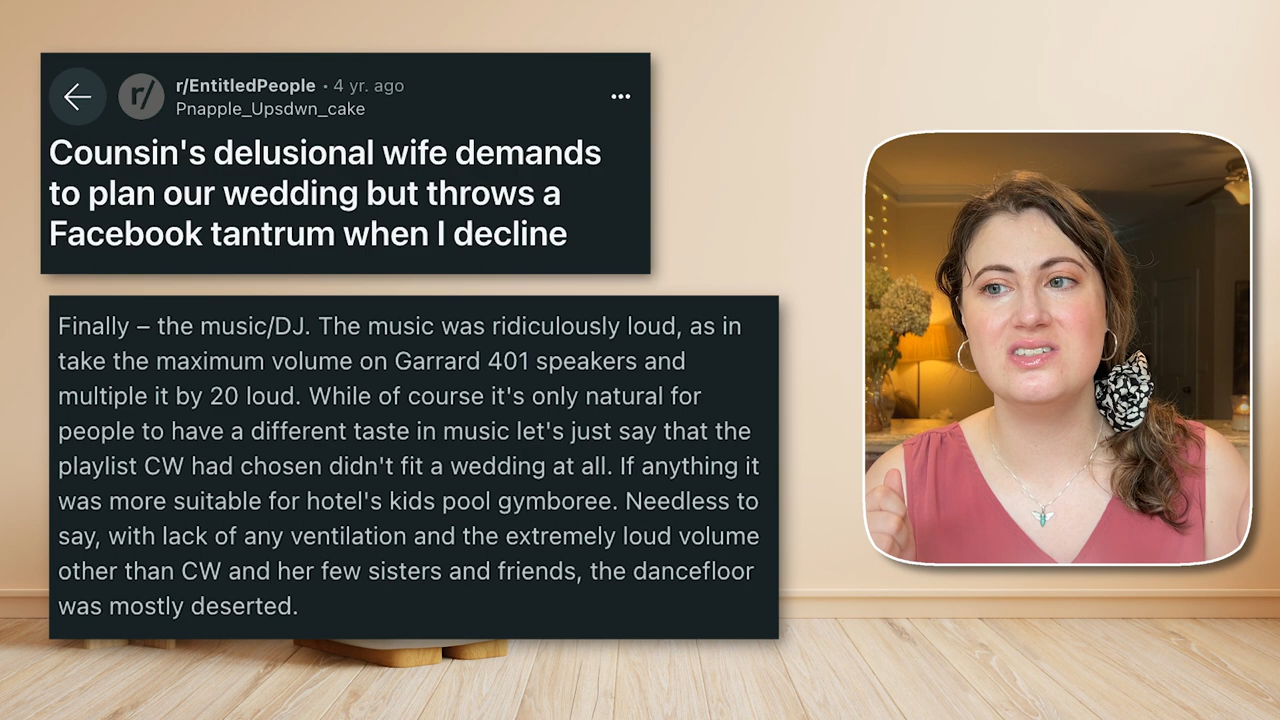 r/EntitledPeople · 4 yr. ago
Pnapple_Upsdwn_cake
Counsin's delusional wife demands
to plan our wedding but throws a
Facebook tantrum when I decline
Finally – the music/DJ. The music was ridiculously loud, as in
take the maximum volume on Garrard 401 speakers and
multiple it by 20 loud. While of course it's only natural for
people to have a different taste in music let's just say that the
playlist CW had chosen didn't fit a wedding at all. If anything it
was more suitable for hotel's kids pool gymboree. Needless to
say, with lack of any ventilation and the extremely loud volume
other than CW and her few sisters and friends, the dancefloor
was mostly deserted.